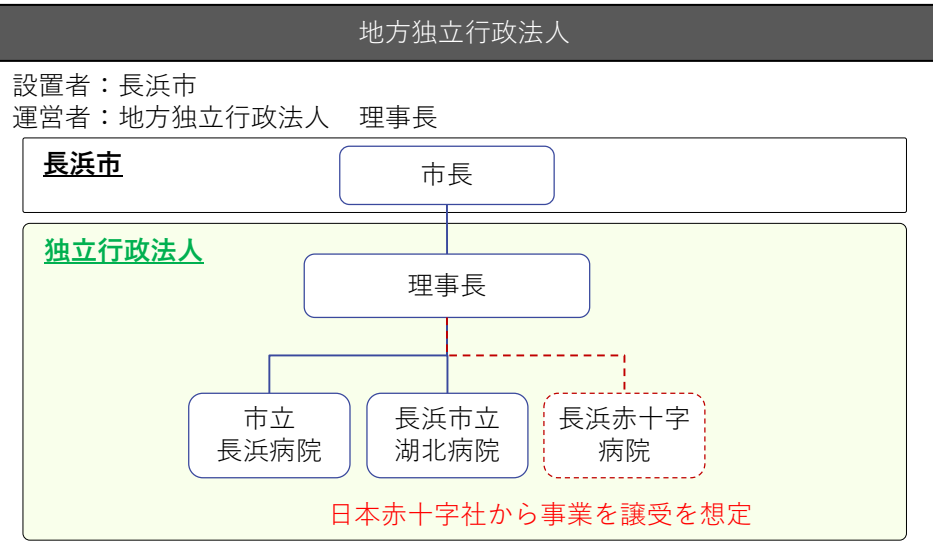 地方独立行政法人
設置者：長浜市
運営者：地方独立行政法人　理事長
長浜市
市長
独立行政法人
理事長
市立
長浜病院
長浜市立
湖北病院
長浜赤十字
病院
日本赤十字社から事業を譲受を想定